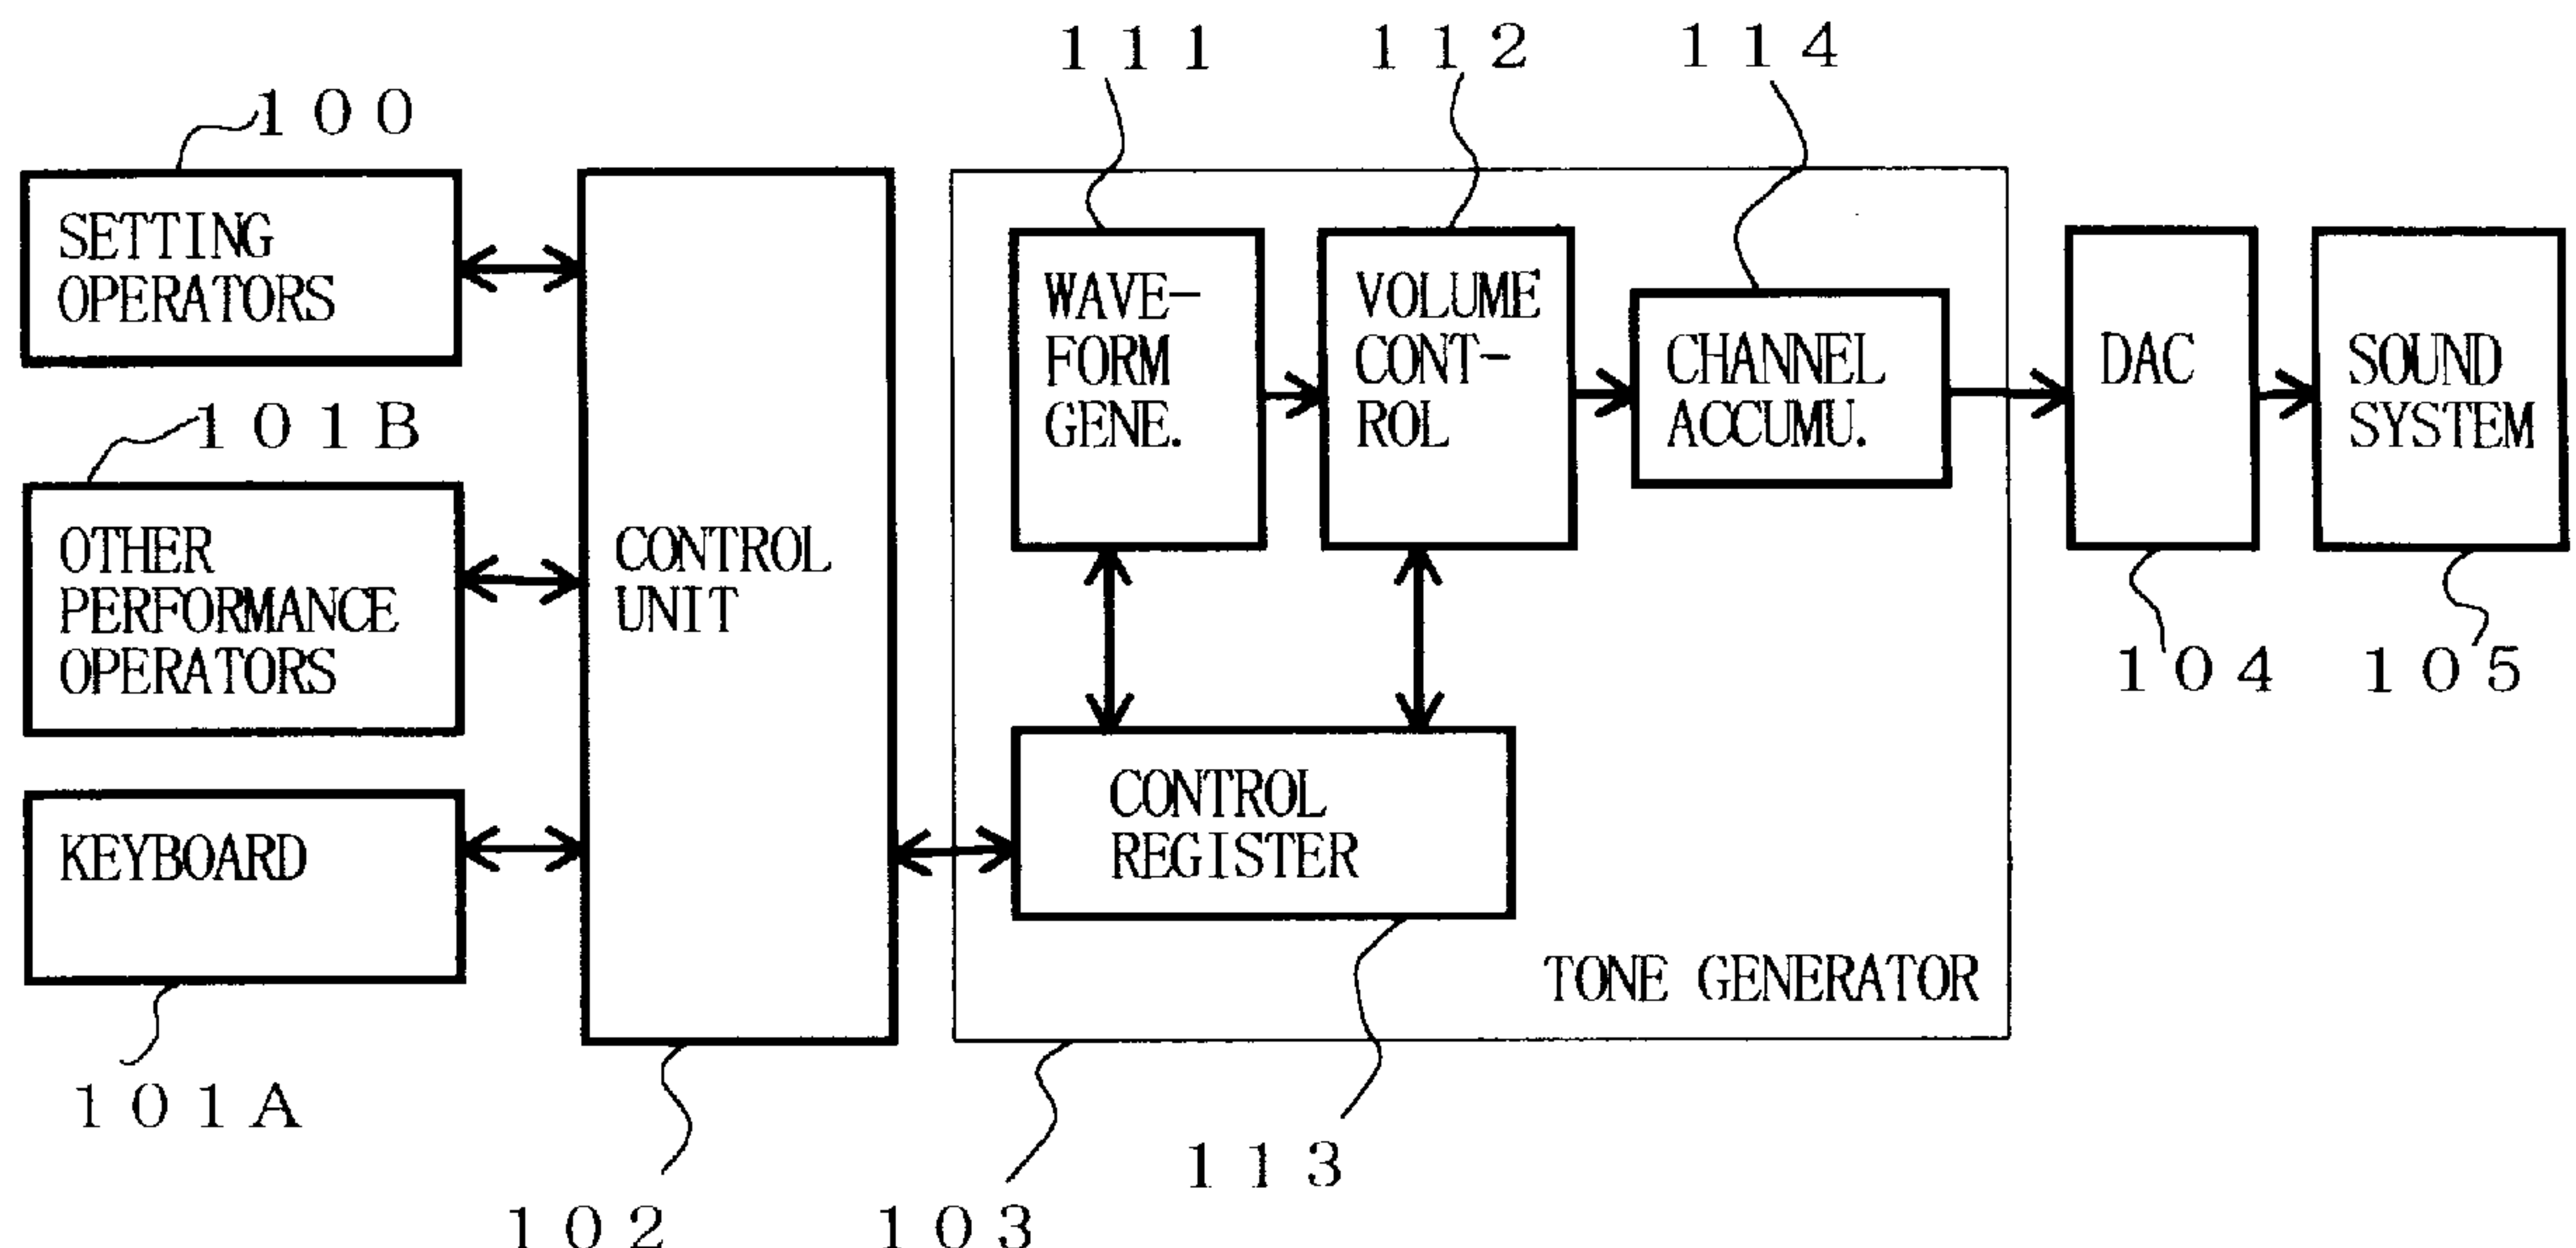 111
112
114
100
SETTING
OPERATORS
101B
OTHER
PERFORMANCE
OPERATORS
KEYBOARD
101A
CONTROL
UNIT
102
WAVE-
FORM
GENE.
VOLUME
CONT-
ROL
CHANNEL
ACCUMU.
CONTROL
REGISTER
113
TONE GENERATOR
103
DAC
104
SOUND
SYSTEM
105